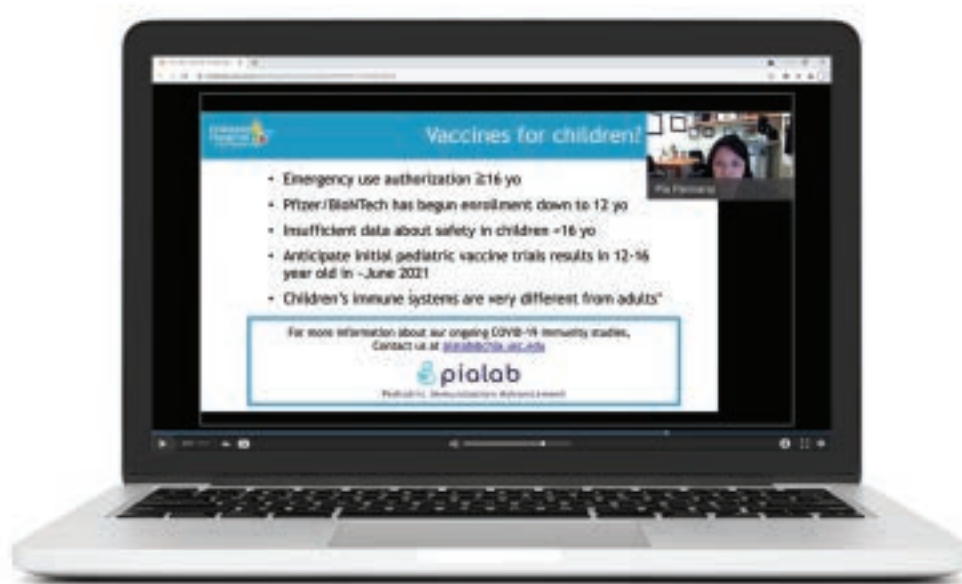 Vaccines for children?
• Emergency use authorization ≥16 yo
• Pfizer/BioNTech has begun enrollment down to 12 yo
• Insufficient data about safety in children <16 yo
• Anticipate initial pediatric vaccine trials results in 12-16
year old in ~June 2021
• Children's immune systems are very different from adults*
For more information about our ongoing COVID-19 immunity studies,
Contact us at
pialab
Pediatric Immunization Advancement